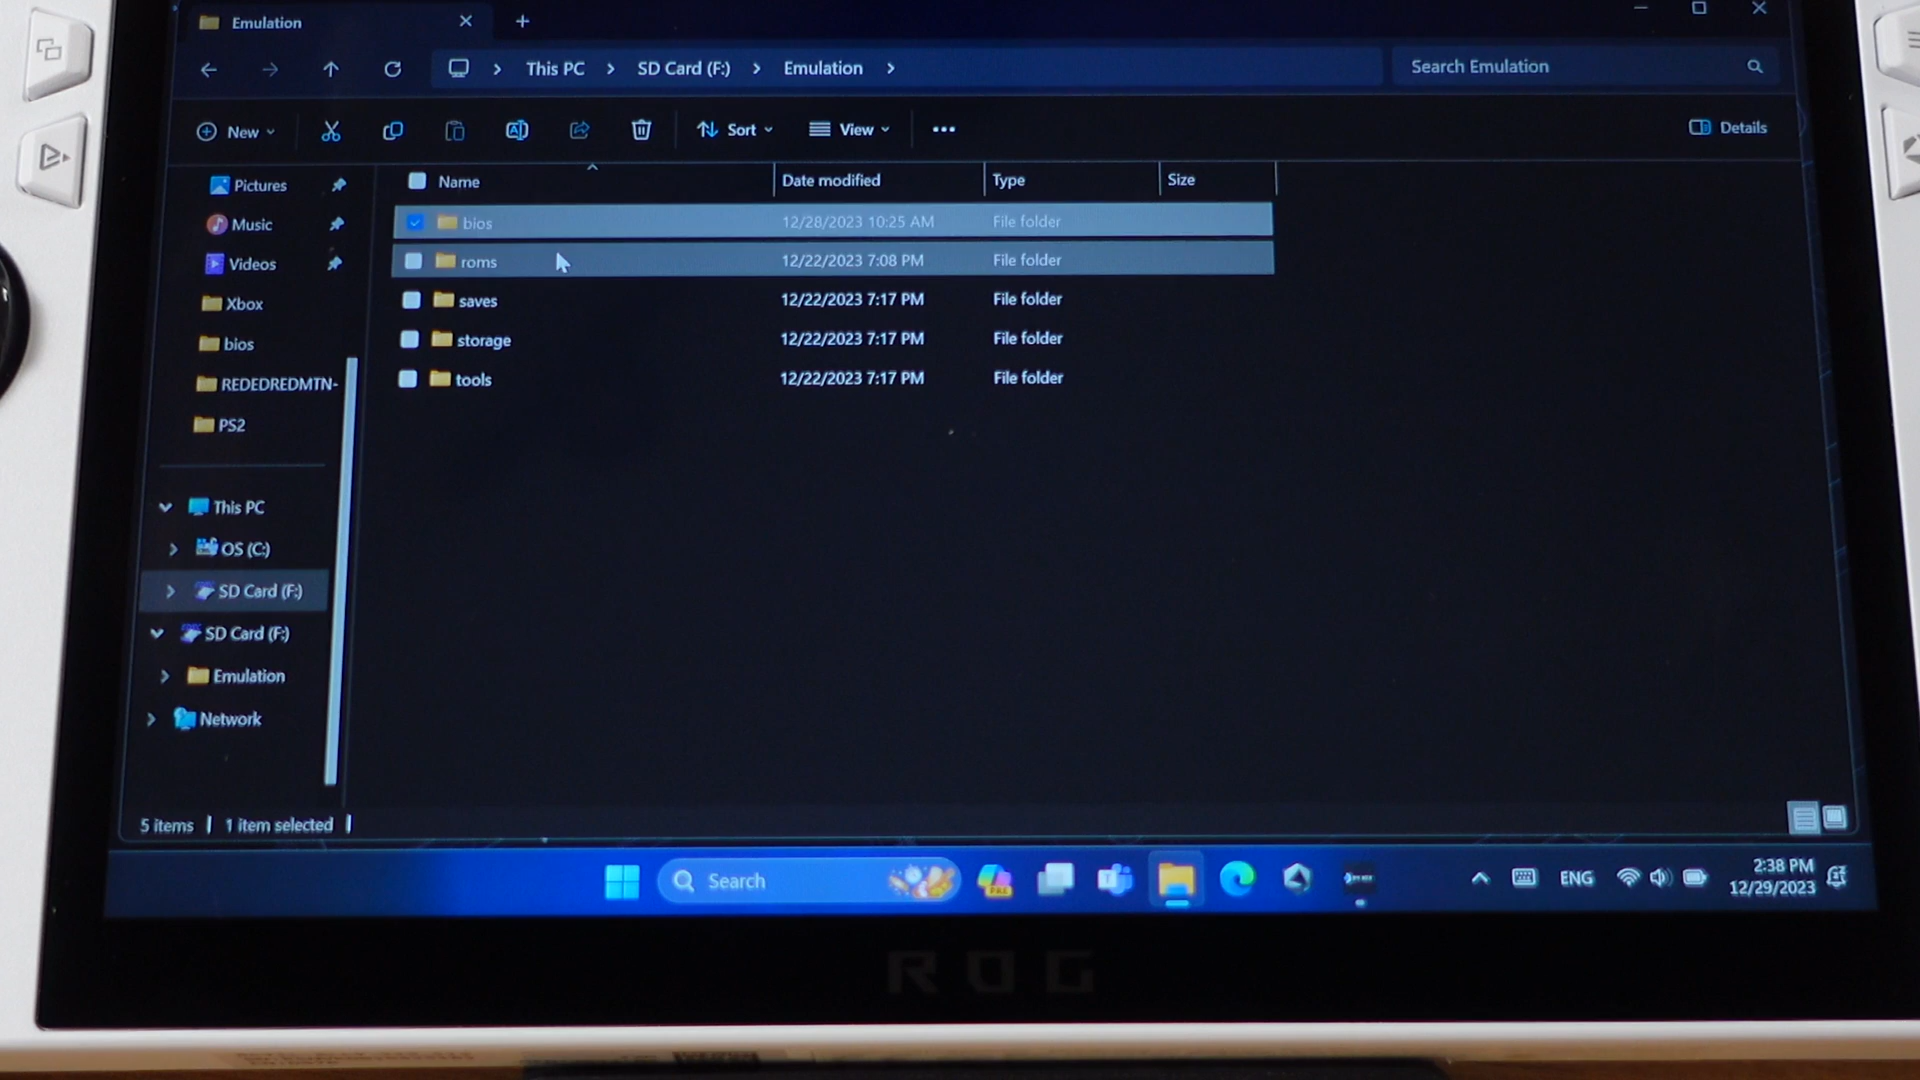 Emulation
This PC
SD Card (F:)
Emulation
Search Emulation
New
Sort
View
Details
Name
Date modified
Type
Size
Pictures
Music
Videos
Xbox
bios
REDEDREDMTN-
PS2
This PC
OS (C:)
SD Card (F:)
SD Card (F:)
Emulation
Network
bios 12/28/2023 10:25 AM File folder
roms 12/22/2023 7:08 PM File folder
saves 12/22/2023 7:17 PM File folder
storage 12/22/2023 7:17 PM File folder
tools 12/22/2023 7:17 PM File folder
5 items 1 item selected
Search
PRE
ENG
2:38 PM
12/29/2023
ROG